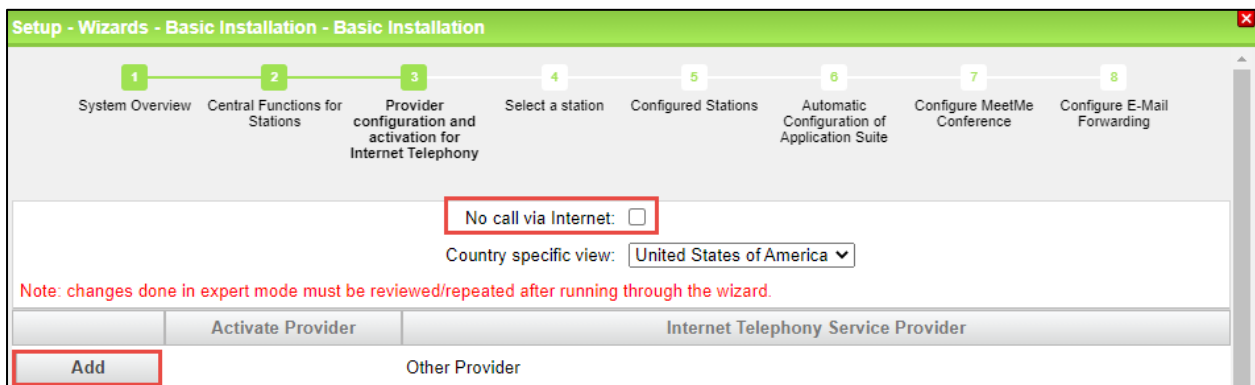 Setup - Wizards - Basic Installation - Basic Installation
1 2 3 4 5 6 7 8
System Overview
Central Functions for
Stations
Provider
configuration and
activation for
Internet Telephony
Select a station
Configured Stations
Automatic
Configuration of
Application Suite
Configure MeetMe
Conference
Configure E-Mail
Forwarding
No call via Internet:
Country specific view: United States of America
Note: changes done in expert mode must be reviewed/repeated after running through the wizard.
Activate Provider Internet Telephony Service Provider
Add Other Provider